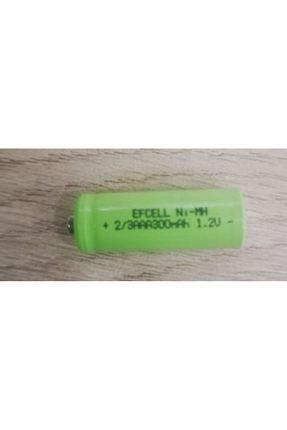 EFCELL Ni-MH
+ 2/3AAA300mAh 1.2V -